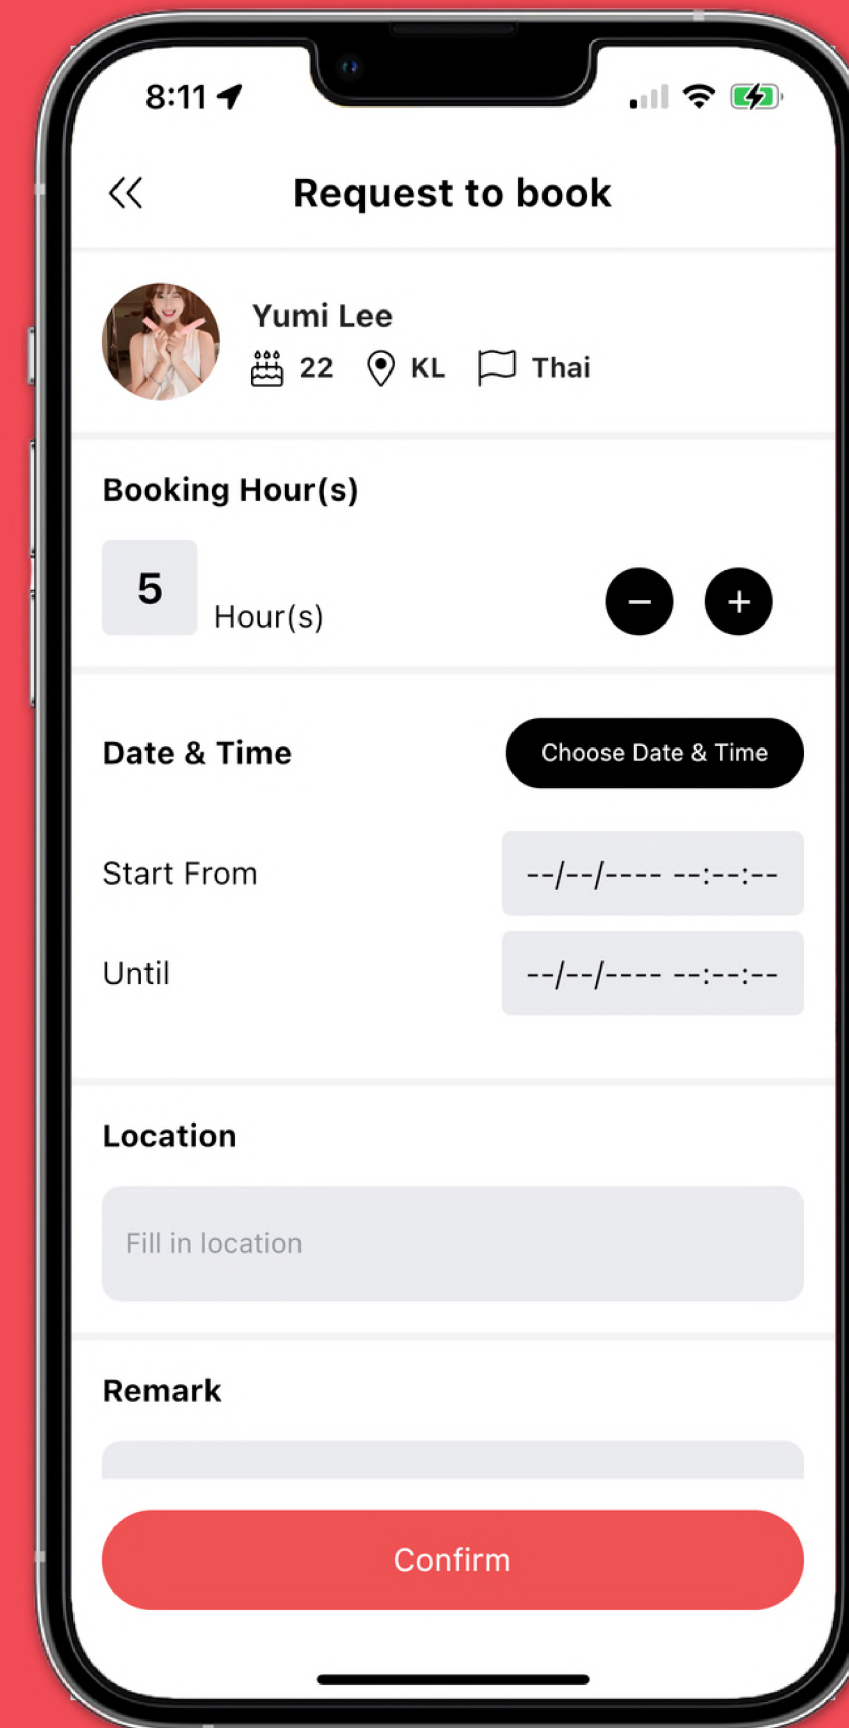 8:11
Request to book
Yumi Lee
22 KL Thai
Booking Hour(s)
5 Hour(s)
− +
Date & Time Choose Date & Time
Start From --/--/---- --:--:--
Until --/--/---- --:--:--
Location
Fill in location
Remark
Confirm